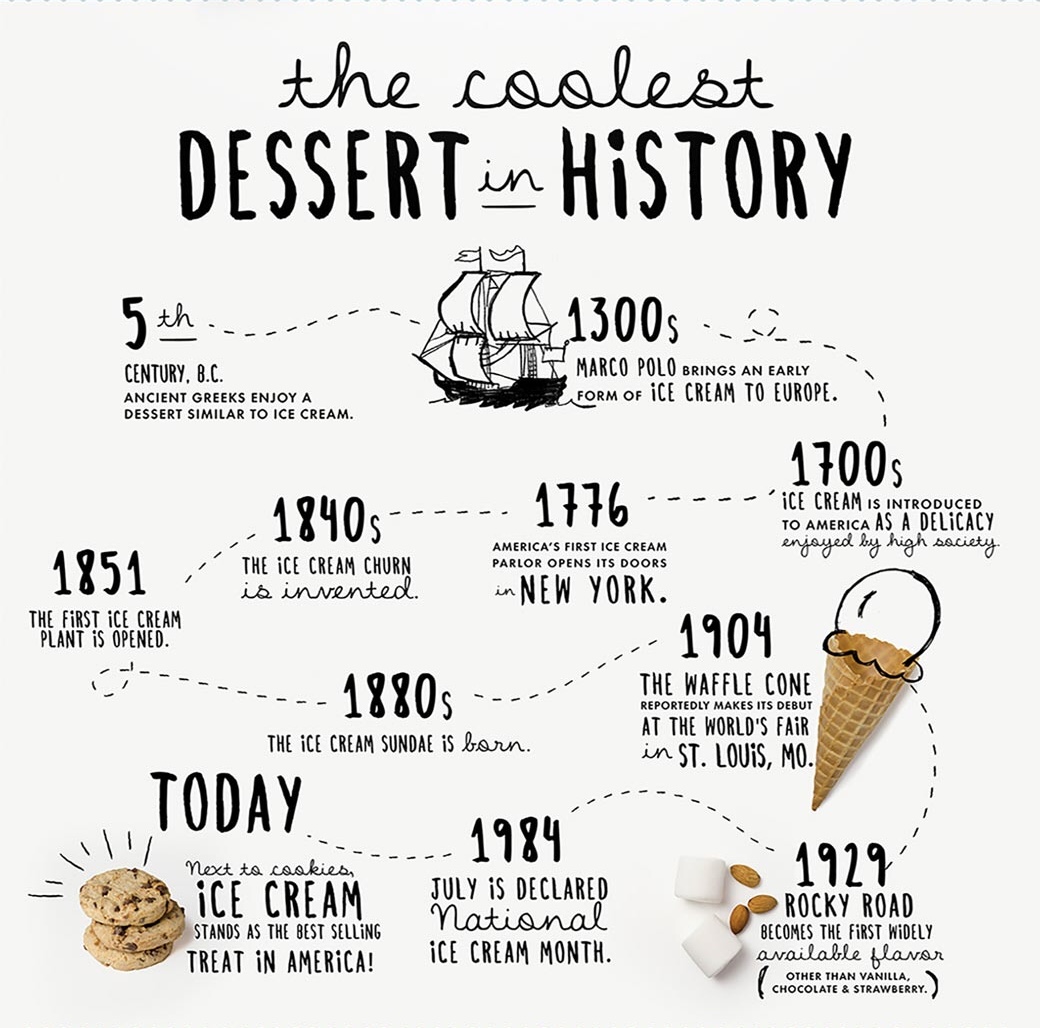 the coolest
DESSERT in HiSTORY
5th
CENTURY, B.C.
ANCIENT GREEKS ENJOY A
DESSERT SIMILAR TO ICE CREAM.
1300s
MARCO POLO BRINGS AN EARLY
FORM OF iCE CREAM TO EUROPE.
1700s
iCE CREAM IS INTRODUCED
TO AMERICA AS A DELiCACY
enjoyed by high society.
1776
AMERICA'S FIRST ICE CREAM
PARLOR OPENS ITS DOORS
in NEW YORK.
1840s
THE iCE CREAM CHURN
is invented.
1851
THE FiRST iCE CREAM
PLANT iS OPENED.
1880s
THE iCE CREAM SUNDAE iS born.
1904
THE WAFFLE CONE
REPORTEDLY MAKES ITS DEBUT
AT THE WORLD'S FAiR
in ST. LOUiS, MO.
1929
ROCKY ROAD
BECOMES THE FiRST WiDELY
available flavor
(OTHER THAN VANILLA,
CHOCOLATE & STRAWBERRY.)
1984
JULY iS DECLARED
National
iCE CREAM MONTH.
TODAY
Next to cookies,
iCE CREAM
STANDS AS THE BEST SELLiNG
TREAT iN AMERiCA!